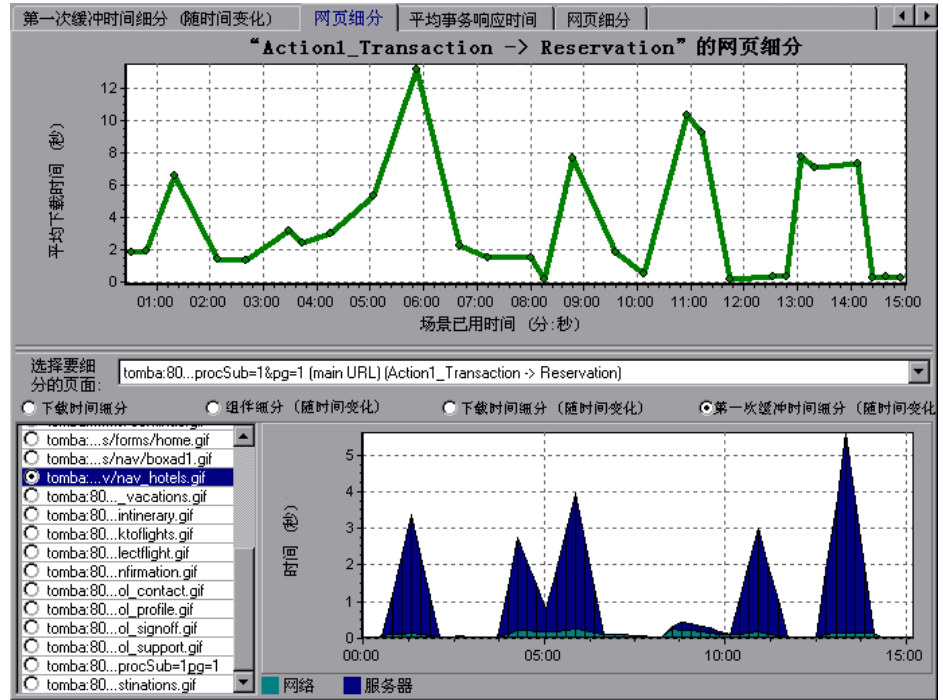 第一次缓冲时间细分（随时间变化） 网页细分 平均事务响应时间 网页细分
“Action1_Transaction -> Reservation”的网页细分
平均下载时间（秒）
12
10
8
6
4
2
0
01:00 02:00 03:00 04:00 05:00 06:00 07:00 08:00 09:00 10:00 11:00 12:00 13:00 14:00 15:00
场景已用时间（分:秒）
选择要细
分的页面:
tomba:80...procSub=1&pg=1 (main URL) (Action1_Transaction -> Reservation)
下载时间细分 组件细分（随时间变化） 下载时间细分（随时间变化） 第一次缓冲时间细分（随时间变化
tomba:...s/forms/home.gif
tomba:...s/nav/boxad1.gif
tomba:...v/nav_hotels.gif
tomba:80..._vacations.gif
tomba:80...intinerary.gif
tomba:80...ktoflights.gif
tomba:80...lectflight.gif
tomba:80...nfirmation.gif
tomba:80...ol_contact.gif
tomba:80...ol_profile.gif
tomba:80...ol_signoff.gif
tomba:80...ol_support.gif
tomba:80...procSub=1pg=1
tomba:80...stinations.gif
时间（秒）
5
4
3
2
1
0
00:00 05:00 10:00 15:00
网络 服务器